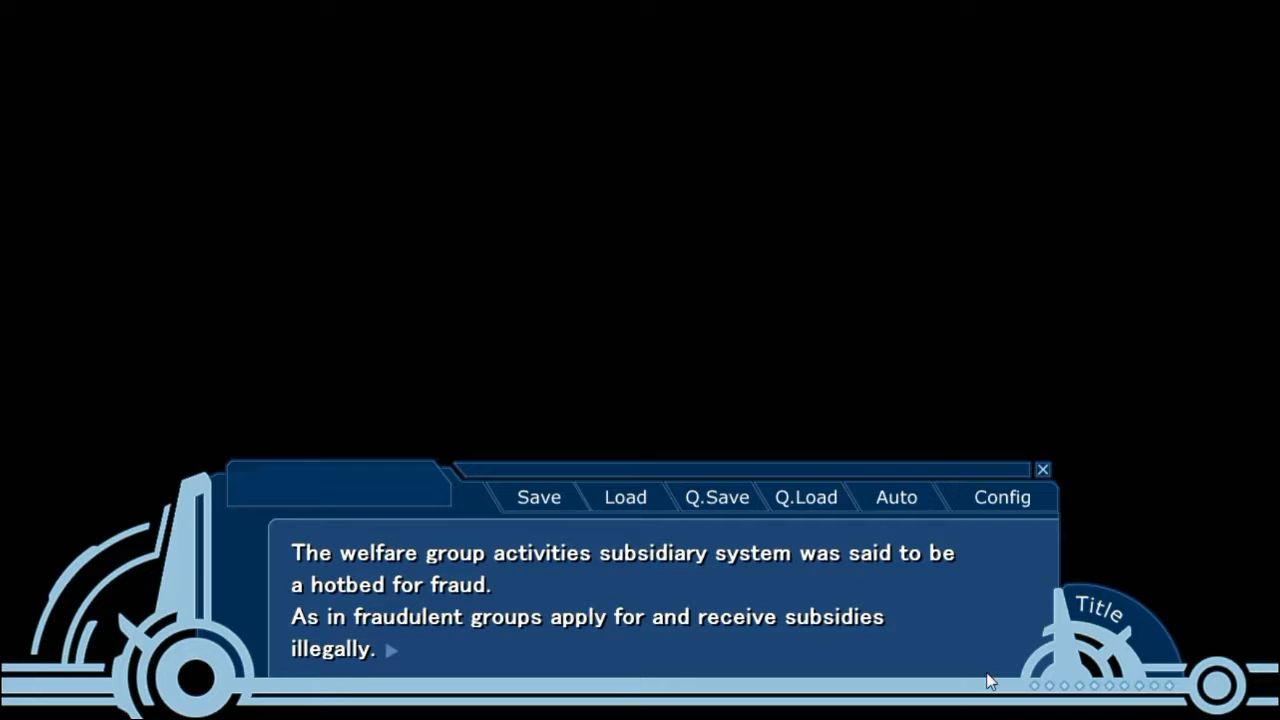 Save Load Q.Save Q.Load Auto Config
The welfare group activities subsidiary system was said to be
a hotbed for fraud.
As in fraudulent groups apply for and receive subsidies
illegally.
Title